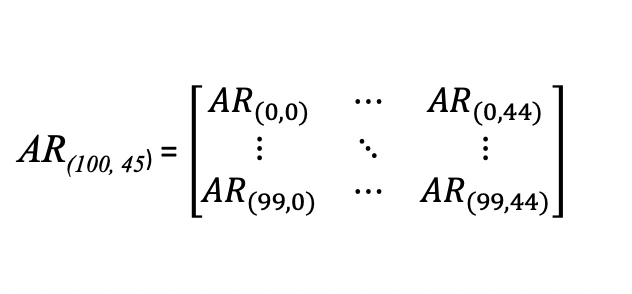 AR(100, 45) = [ AR(0,0) ⋯ AR(0,44)
⋮ ⋱ ⋮
AR(99,0) ⋯ AR(99,44) ]